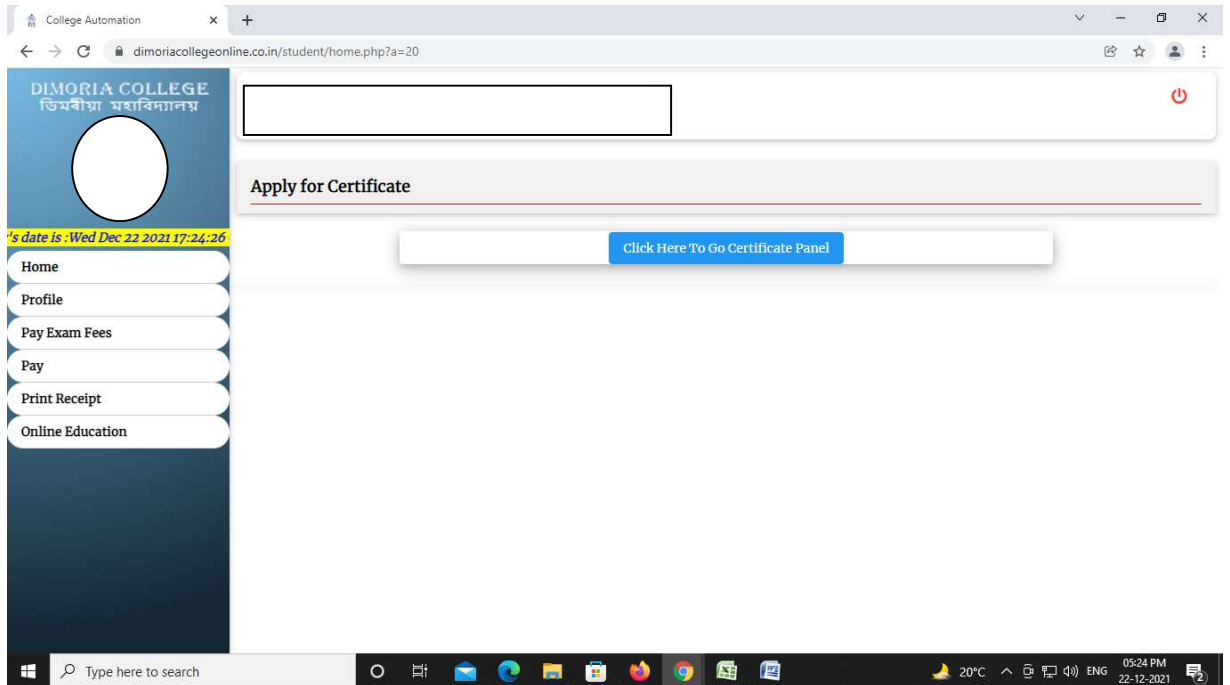 College Automation
dimoriacollegeonline.co.in/student/home.php?a=20
DIMORIA COLLEGE
ডিমৰীয়া মহাবিদ্যালয়
Apply for Certificate
's date is :Wed Dec 22 2021 17:24:26
Click Here To Go Certificate Panel
Home
Profile
Pay Exam Fees
Pay
Print Receipt
Online Education
Type here to search
20°C
ENG
05:24 PM
22-12-2021
2